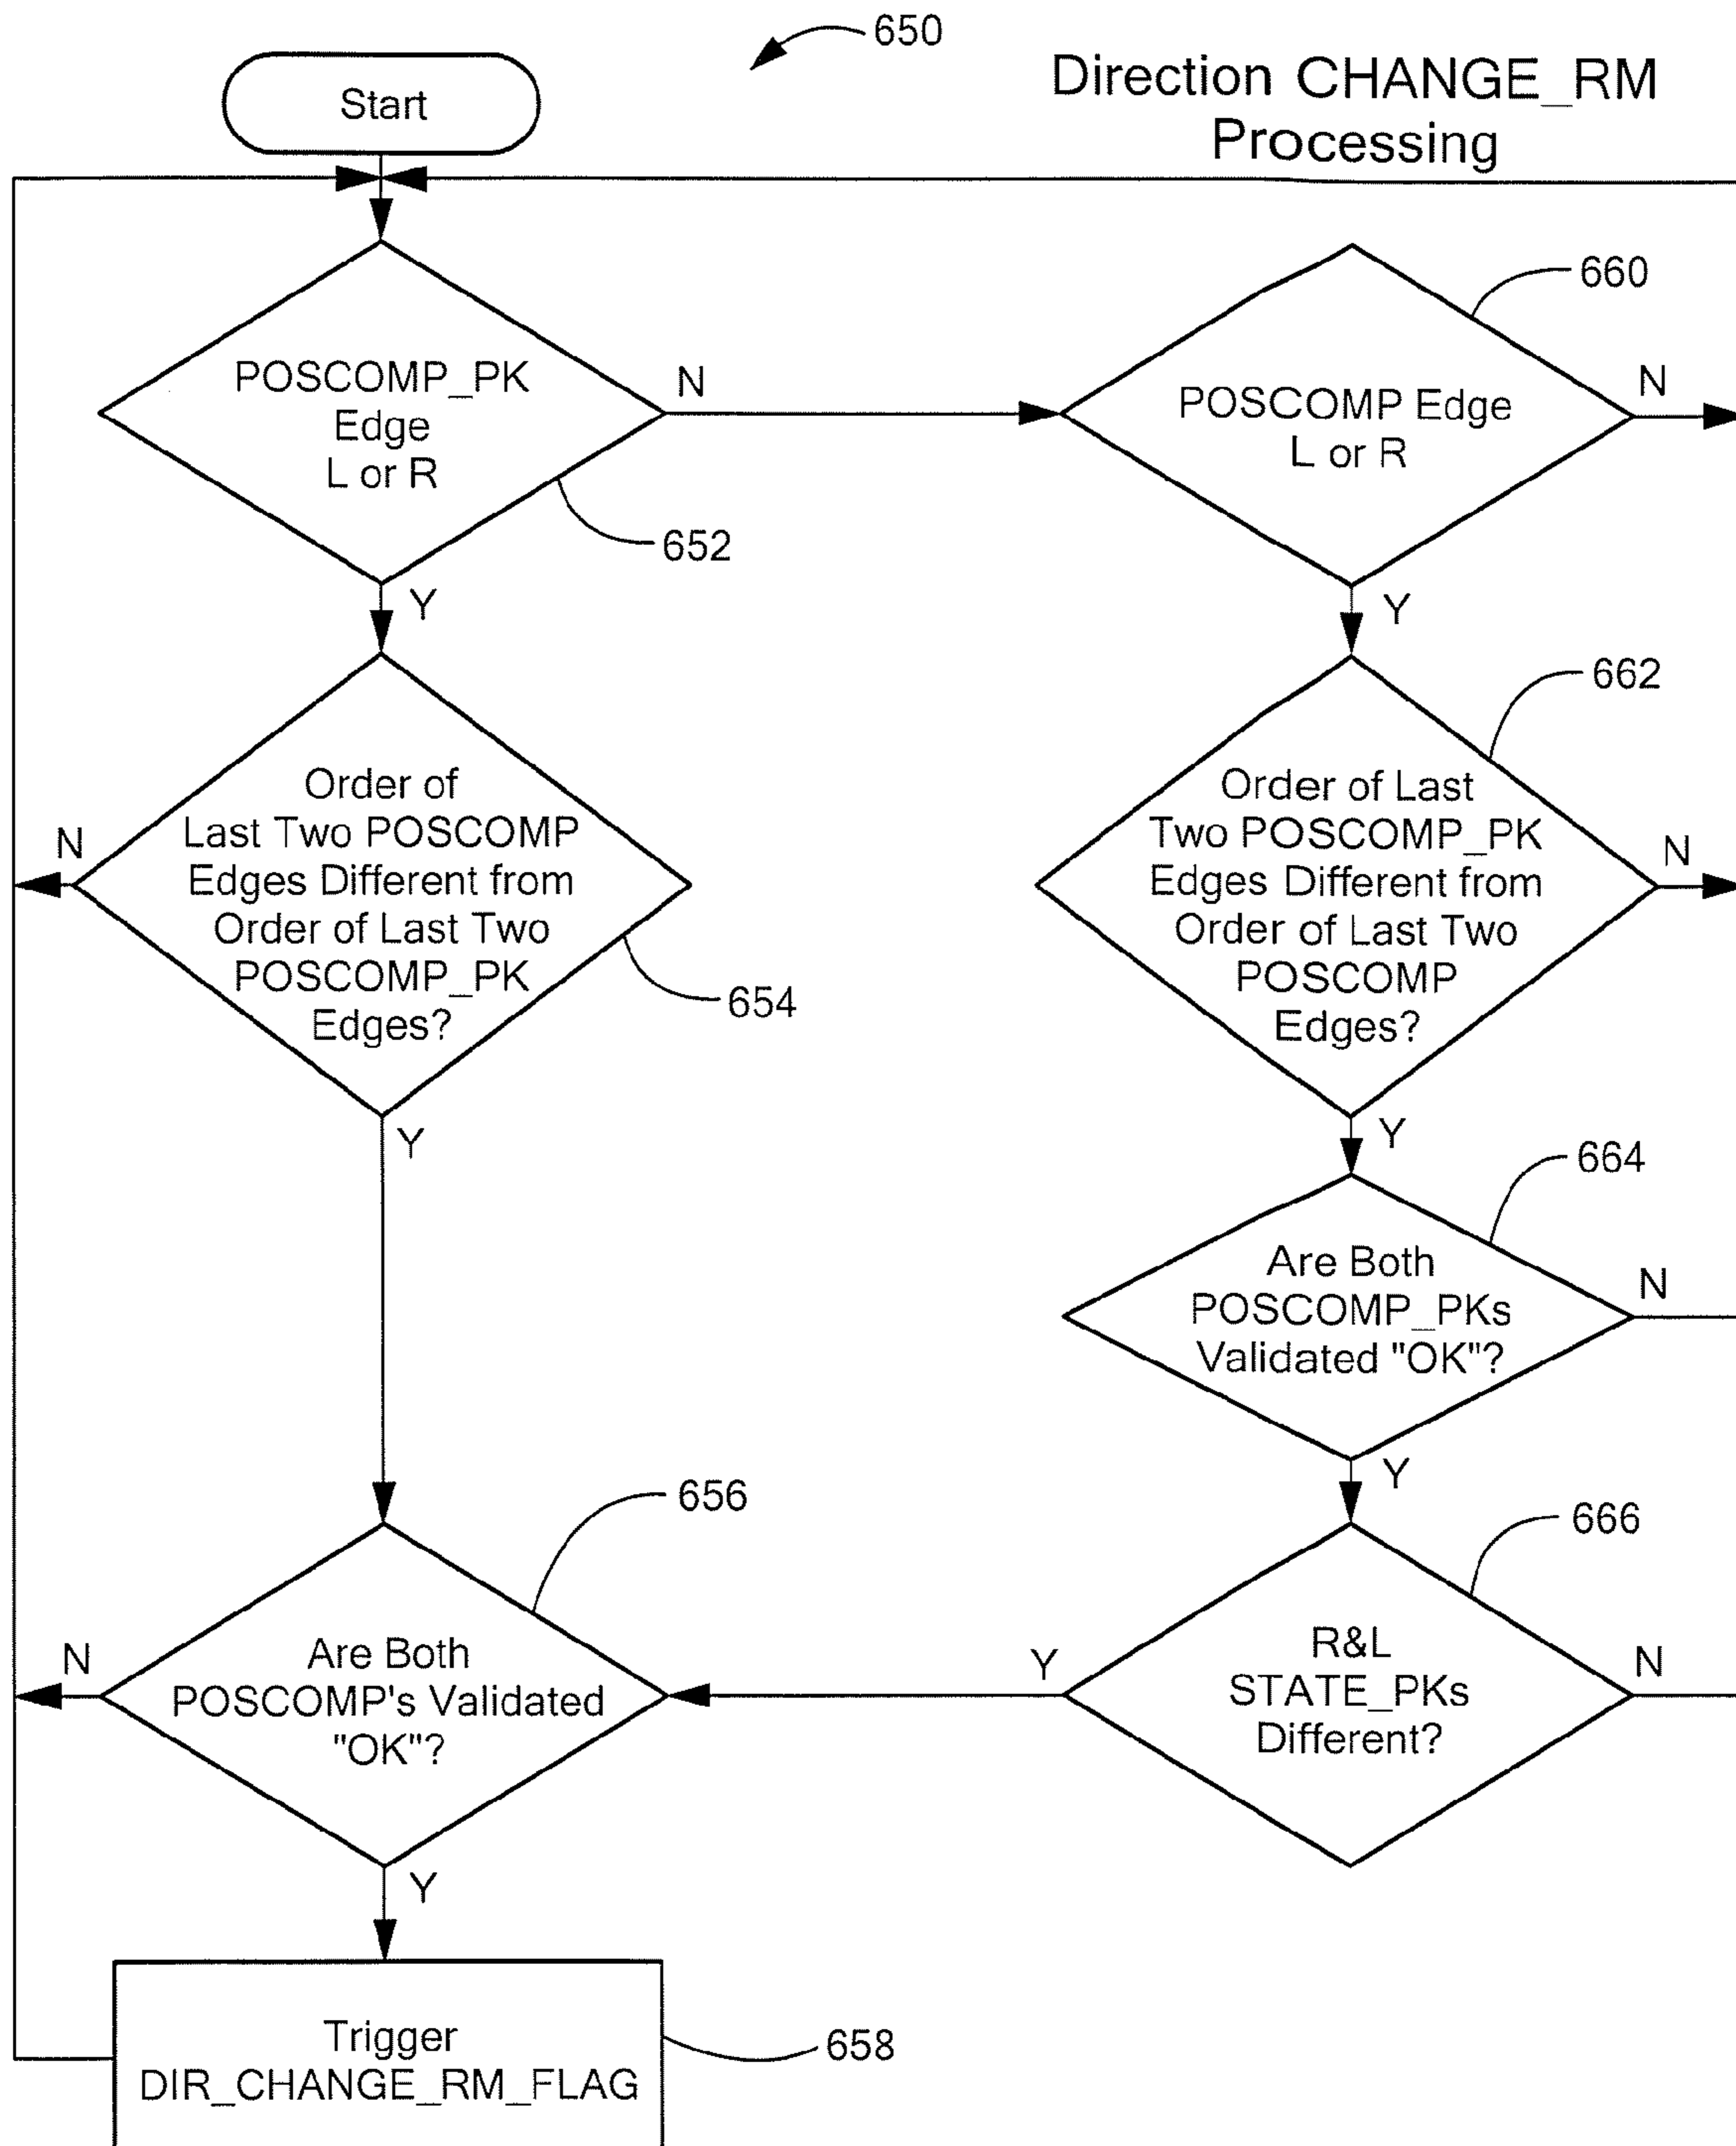 650
Direction CHANGE_RM
Processing
Start
POSCOMP_PK
Edge
L or R
N
652
Y
660
POSCOMP Edge
L or R
N
Y
Order of
Last Two POSCOMP
Edges Different from
Order of Last Two
POSCOMP_PK
Edges?
N
654
Y
662
Order of Last
Two POSCOMP_PK
Edges Different from
Order of Last Two
POSCOMP
Edges?
N
Y
664
Are Both
POSCOMP_PKs
Validated "OK"?
N
Y
656
Are Both
POSCOMP's Validated
"OK"?
N
Y
666
R&L
STATE_PKs
Different?
Y
N
Trigger
DIR_CHANGE_RM_FLAG
658